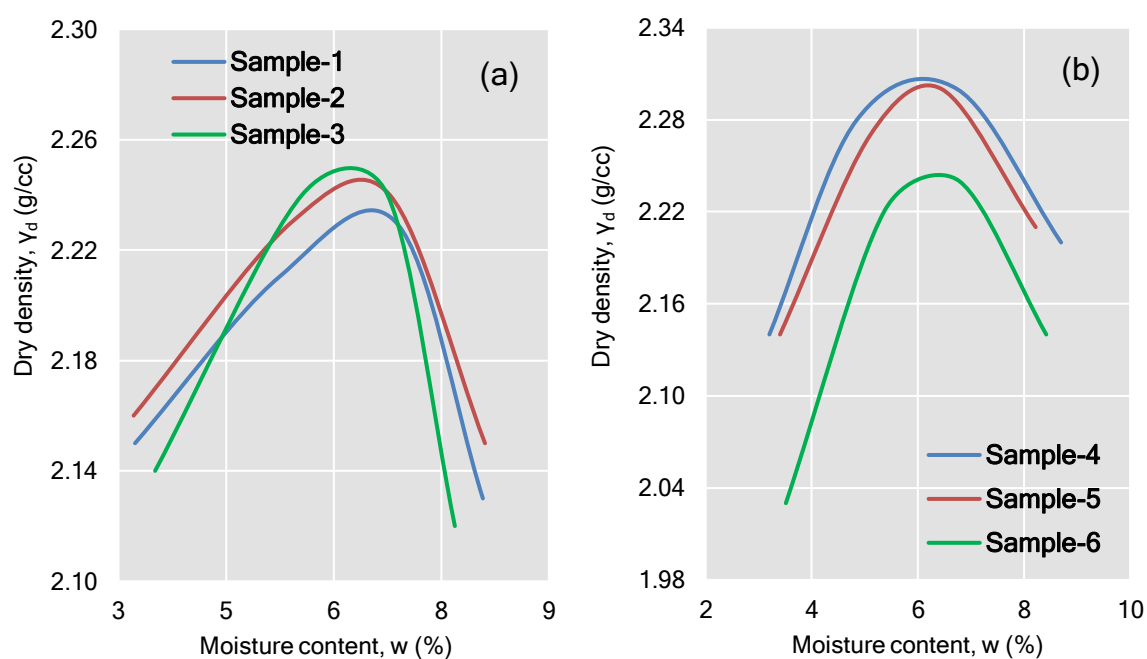 2.30
2.26
2.22
2.18
2.14
2.10
3 5 6 8 9
Dry density, γd (g/cc)
Moisture content, w (%)
Sample-1
Sample-2
Sample-3
(a)
2.34
2.28
2.22
2.16
2.10
2.04
1.98
2 4 6 8 10
Dry density, γd (g/cc)
Moisture content, w (%)
(b)
Sample-4
Sample-5
Sample-6